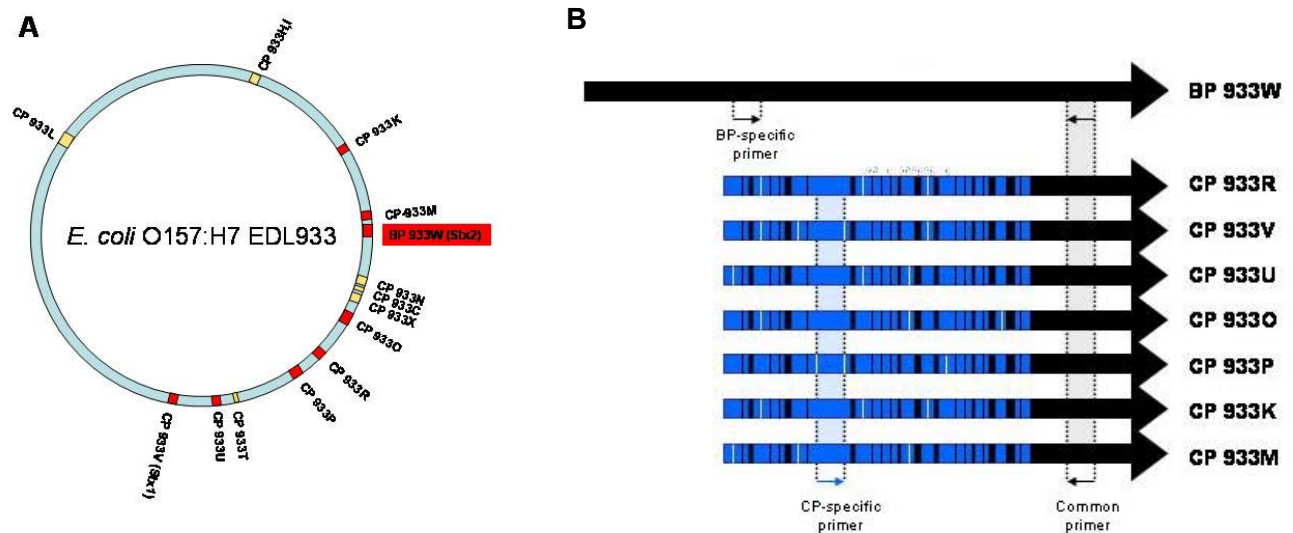 A
CP 933H,I
CP 933L
CP 933K
CP-933M
BP 933W (Stx2)
E. coli O157:H7 EDL933
CP 933N
CP 933C
CP 933X
CP 933O
CP 933R
CP 933P
CP 933T
CP 933U
CP 933V (Stx1)
B
BP 933W
BP-specific
primer
CP 933R
CP 933V
CP 933U
CP 933O
CP 933P
CP 933K
CP 933M
CP-specific
primer
Common
primer